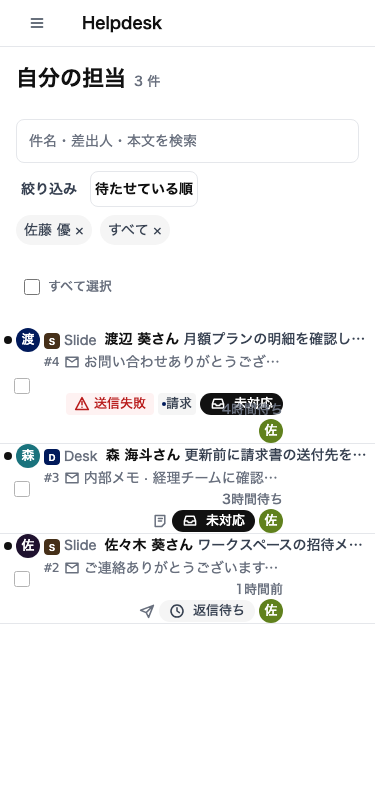 Helpdesk
自分の担当 3 件
件名・差出人・本文を検索
絞り込み 待たせている順
佐藤 優 × すべて ×
すべて選択
渡 S Slide 渡辺 葵さん 月額プランの明細を確認し…
#4 お問い合わせありがとうござ…
4時間待ち
送信失敗 •請求 未対応
佐
森 D Desk 森 海斗さん 更新前に請求書の送付先を…
#3 内部メモ · 経理チームに確認…
3時間待ち
未対応 佐
佐 S Slide 佐々木 葵さん ワークスペースの招待メ…
#2 ご連絡ありがとうございます…
1時間前
返信待ち 佐